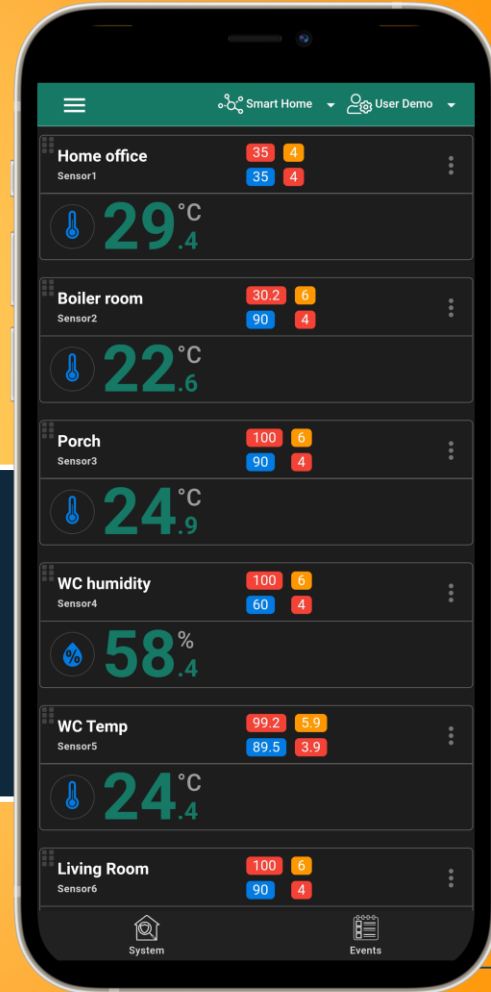 Smart Home User Demo
Home office 35 4
Sensor1 35 4
29.4 °C
Boiler room 30.2 6
Sensor2 90 4
22.6 °C
Porch 100 6
Sensor3 90 4
24.9 °C
WC humidity 100 6
Sensor4 60 4
% 58.4 %
WC Temp 99.2 5.9
Sensor5 89.5 3.9
24.4 °C
Living Room 100 6
Sensor6 90 4
System Events